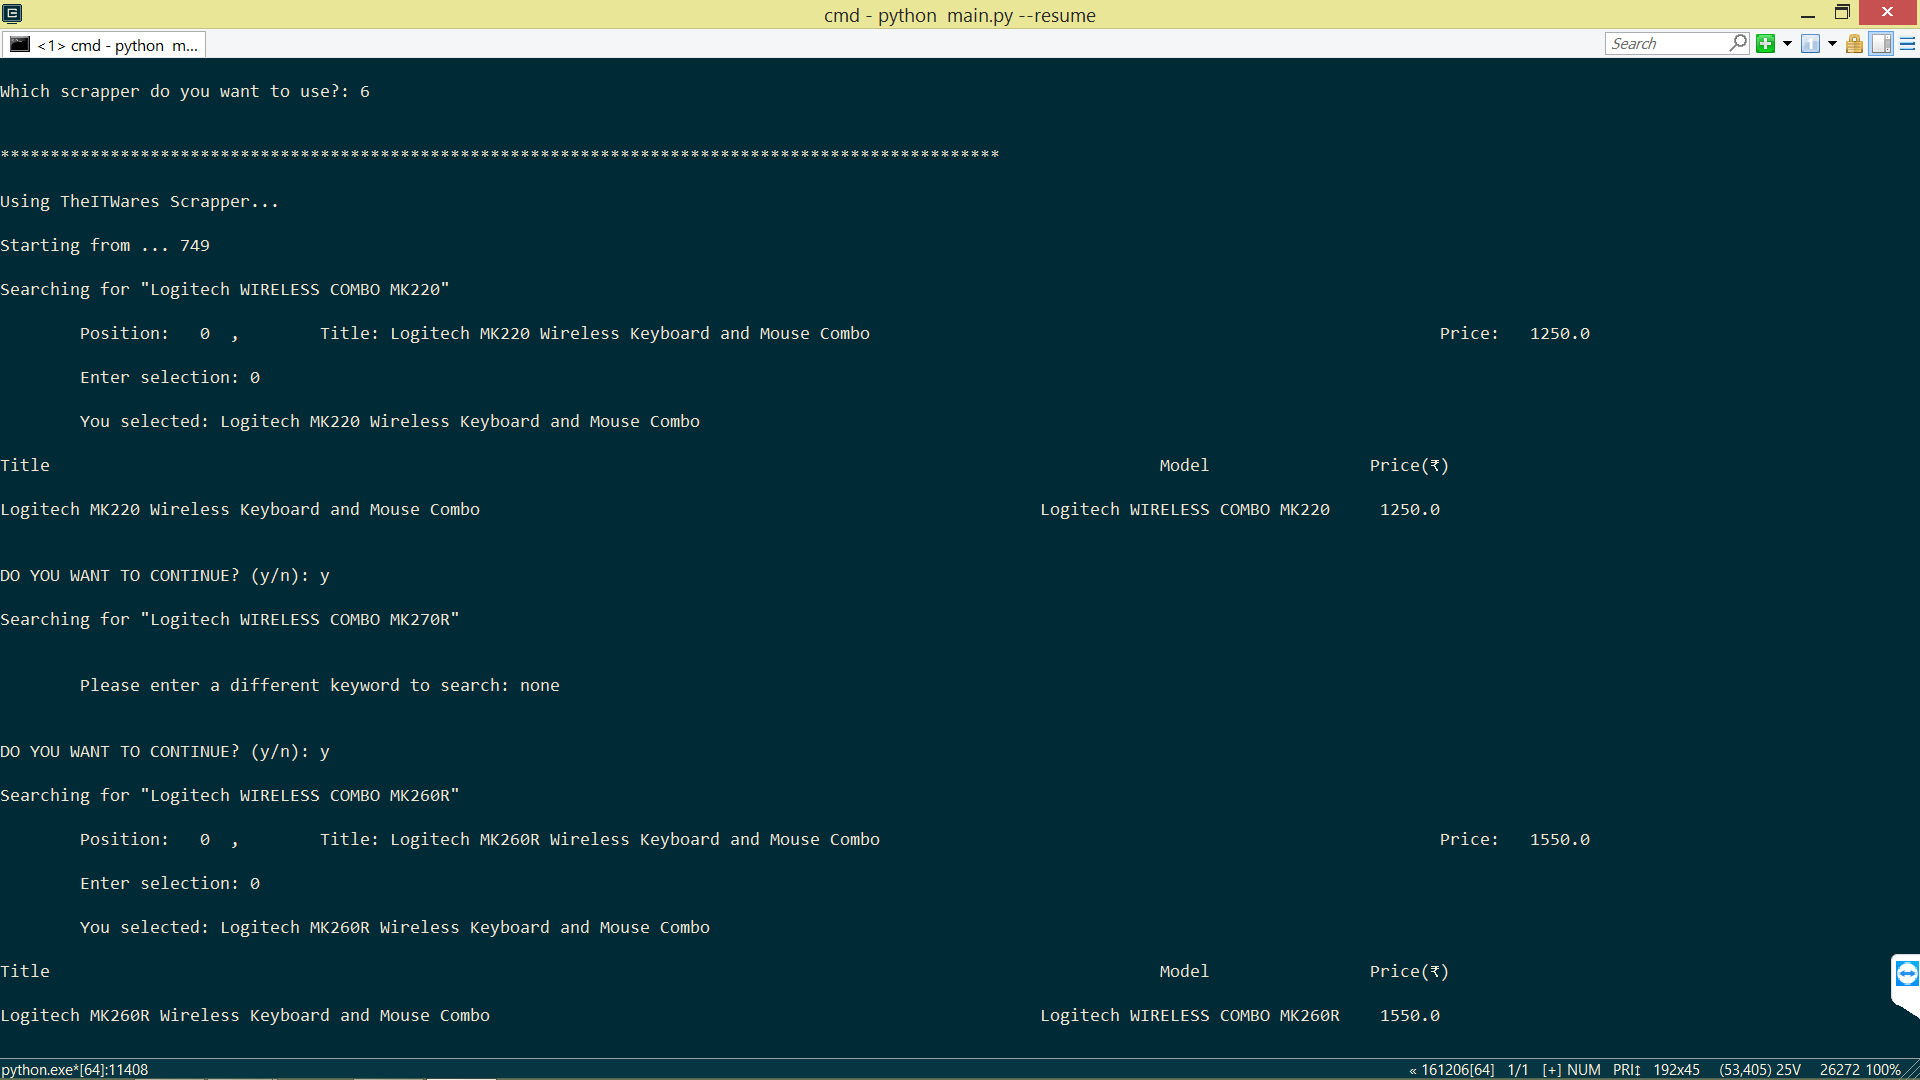 cmd - python  main.py --resume
<1> cmd - python  m...
Search
Which scrapper do you want to use?: 6
****************************************************************************************************
Using TheITWares Scrapper...
Starting from ... 749
Searching for "Logitech WIRELESS COMBO MK220"
Position:   0  ,        Title: Logitech MK220 Wireless Keyboard and Mouse Combo                                                         Price:   1250.0
Enter selection: 0
You selected: Logitech MK220 Wireless Keyboard and Mouse Combo
Title                                                                                                               Model                Price(₹)
Logitech MK220 Wireless Keyboard and Mouse Combo                                                        Logitech WIRELESS COMBO MK220     1250.0
DO YOU WANT TO CONTINUE? (y/n): y
Searching for "Logitech WIRELESS COMBO MK270R"
Please enter a different keyword to search: none
DO YOU WANT TO CONTINUE? (y/n): y
Searching for "Logitech WIRELESS COMBO MK260R"
Position:   0  ,        Title: Logitech MK260R Wireless Keyboard and Mouse Combo                                                        Price:   1550.0
Enter selection: 0
You selected: Logitech MK260R Wireless Keyboard and Mouse Combo
Title                                                                                                               Model                Price(₹)
Logitech MK260R Wireless Keyboard and Mouse Combo                                                       Logitech WIRELESS COMBO MK260R    1550.0
python.exe*[64]:11408 « 161206[64] 1/1 [+] NUM PRI↨ 192x45 (53,405) 25V 26272 100%